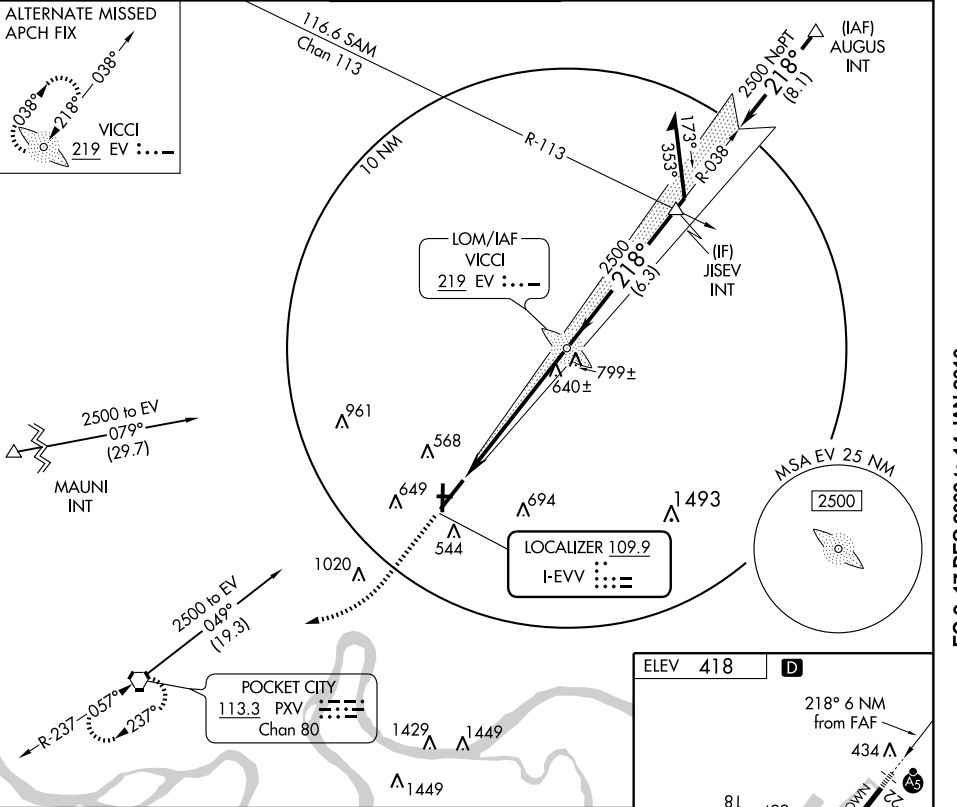 ALTERNATE MISSED
APCH FIX
038°
218°
038°
VICCI
219 EV
116.6 SAM
Chan 113
R-113
10 NM
(IAF)
AUGUS
INT
2500 NoPT
218°
(8.1)
173°
353°
R-038
(IF)
JISEV
INT
2500
218°
(6.3)
LOM/IAF
VICCI
219 EV
799±
640±
961
568
649
694
1493
544
1020
2500 to EV
079°
(29.7)
MAUNI
INT
LOCALIZER 109.9
I-EVV
MSA EV 25 NM
2500
2500 to EV
049°
(19.3)
R-237
057°
237°
POCKET CITY
113.3 PXV
Chan 80
1429
1449
1449
ELEV 418
D
218° 6 NM
from FAF
434
A5
22
18